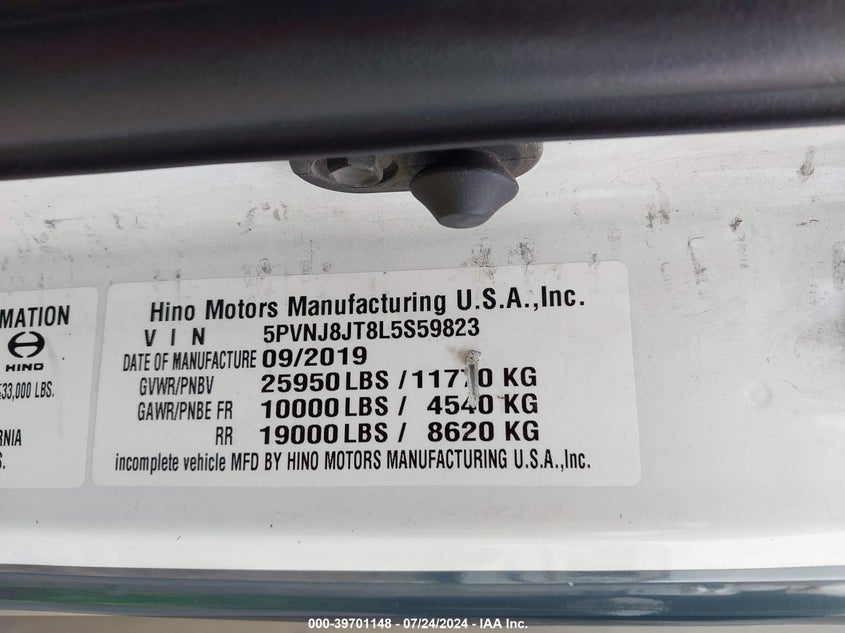 MATION
HINO
33,000 LBS.
RNIA
S.
Hino Motors Manufacturing U.S.A.,Inc.
V I N 5PVNJ8JT8L5S59823
DATE OF MANUFACTURE 09/2019
GVWR/PNBV 25950 LBS / 11770 KG
GAWR/PNBE FR 10000 LBS / 4540 KG
RR 19000 LBS / 8620 KG
incomplete vehicle MFD BY HINO MOTORS MANUFACTURING U.S.A.,Inc.
000-39701148 - 07/24/2024 - IAA Inc.